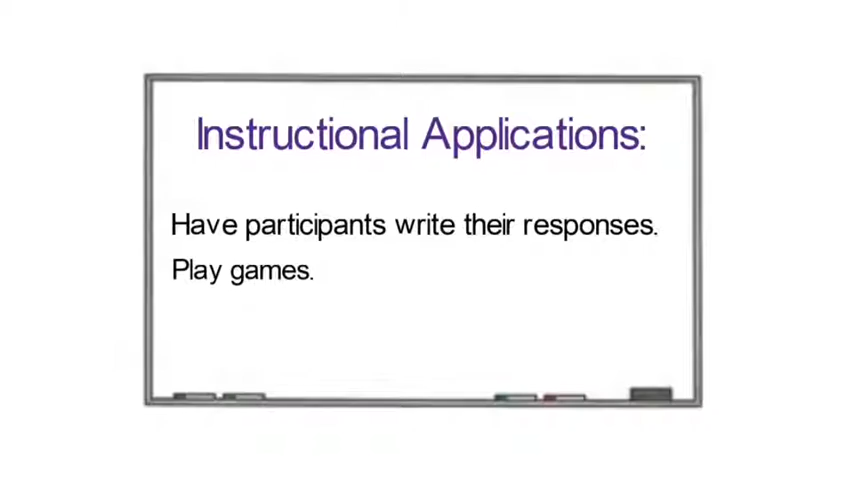 Instructional Applications:
Have participants write their responses.
Play games.